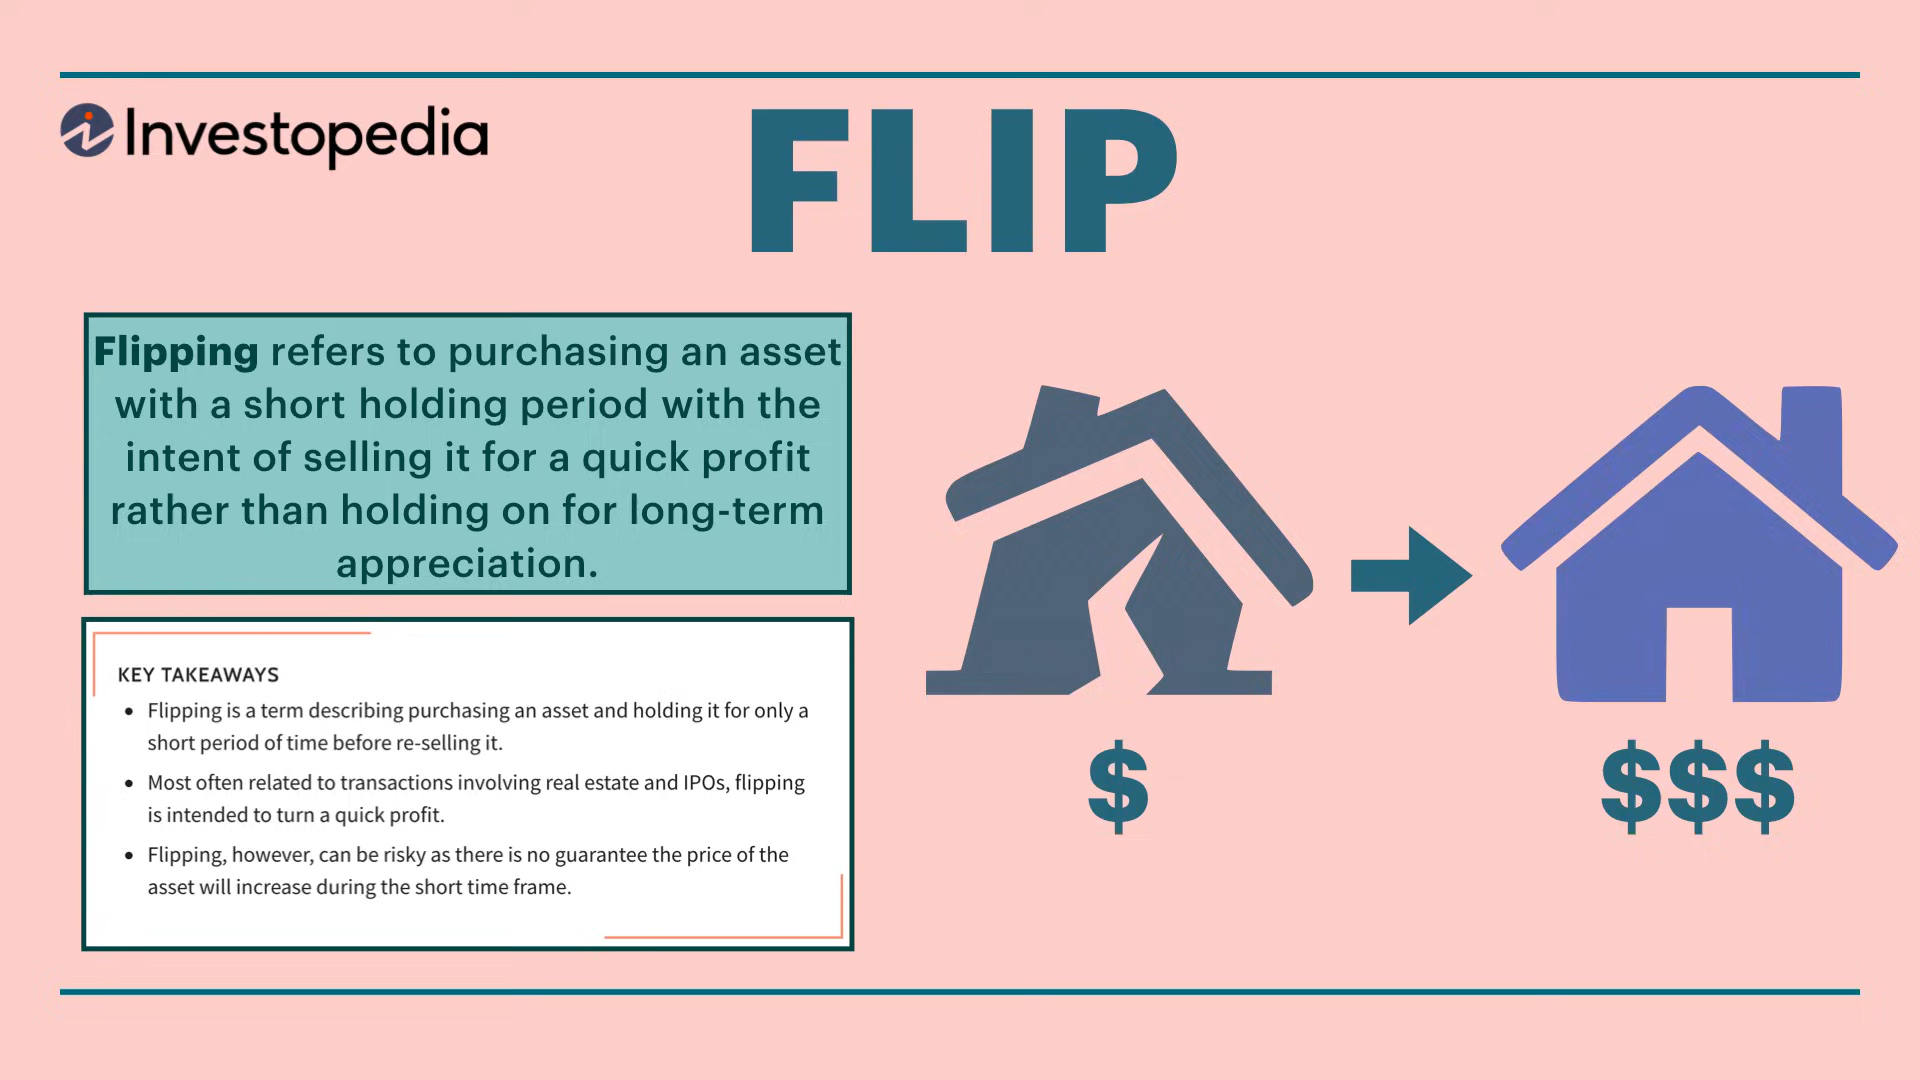 Investopedia
FLIP
Flipping refers to purchasing an asset
with a short holding period with the
intent of selling it for a quick profit
rather than holding on for long-term
appreciation.
KEY TAKEAWAYS
• Flipping is a term describing purchasing an asset and holding it for only a
short period of time before re-selling it.
• Most often related to transactions involving real estate and IPOs, flipping
is intended to turn a quick profit.
• Flipping, however, can be risky as there is no guarantee the price of the
asset will increase during the short time frame.
$
$$$